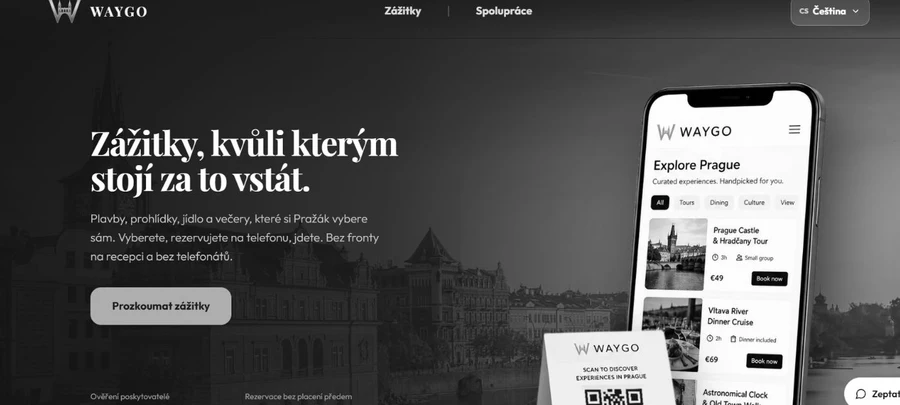 WAYGO
Zážitky
Spolupráce
CS Čeština
Zážitky, kvůli kterým
stojí za to vstát.
Plavby, prohlídky, jídlo a večery, které si Pražák vybere
sám. Vyberete, rezervujete na telefonu, jdete. Bez fronty
na recepci a bez telefonátů.
Prozkoumat zážitky
Ověření poskytovatelé
Rezervace bez placení předem
WAYGO
Explore Prague
Curated experiences. Handpicked for you.
All Tours Dining Culture View
Prague Castle
& Hradčany Tour
3h Small group
€49 Book now
Vltava River
Dinner Cruise
2h Dinner included
€69 Book now
Astronomical Clock
& Old Town Walk
WAYGO
SCAN TO DISCOVER
EXPERIENCES IN PRAGUE
Zeptat